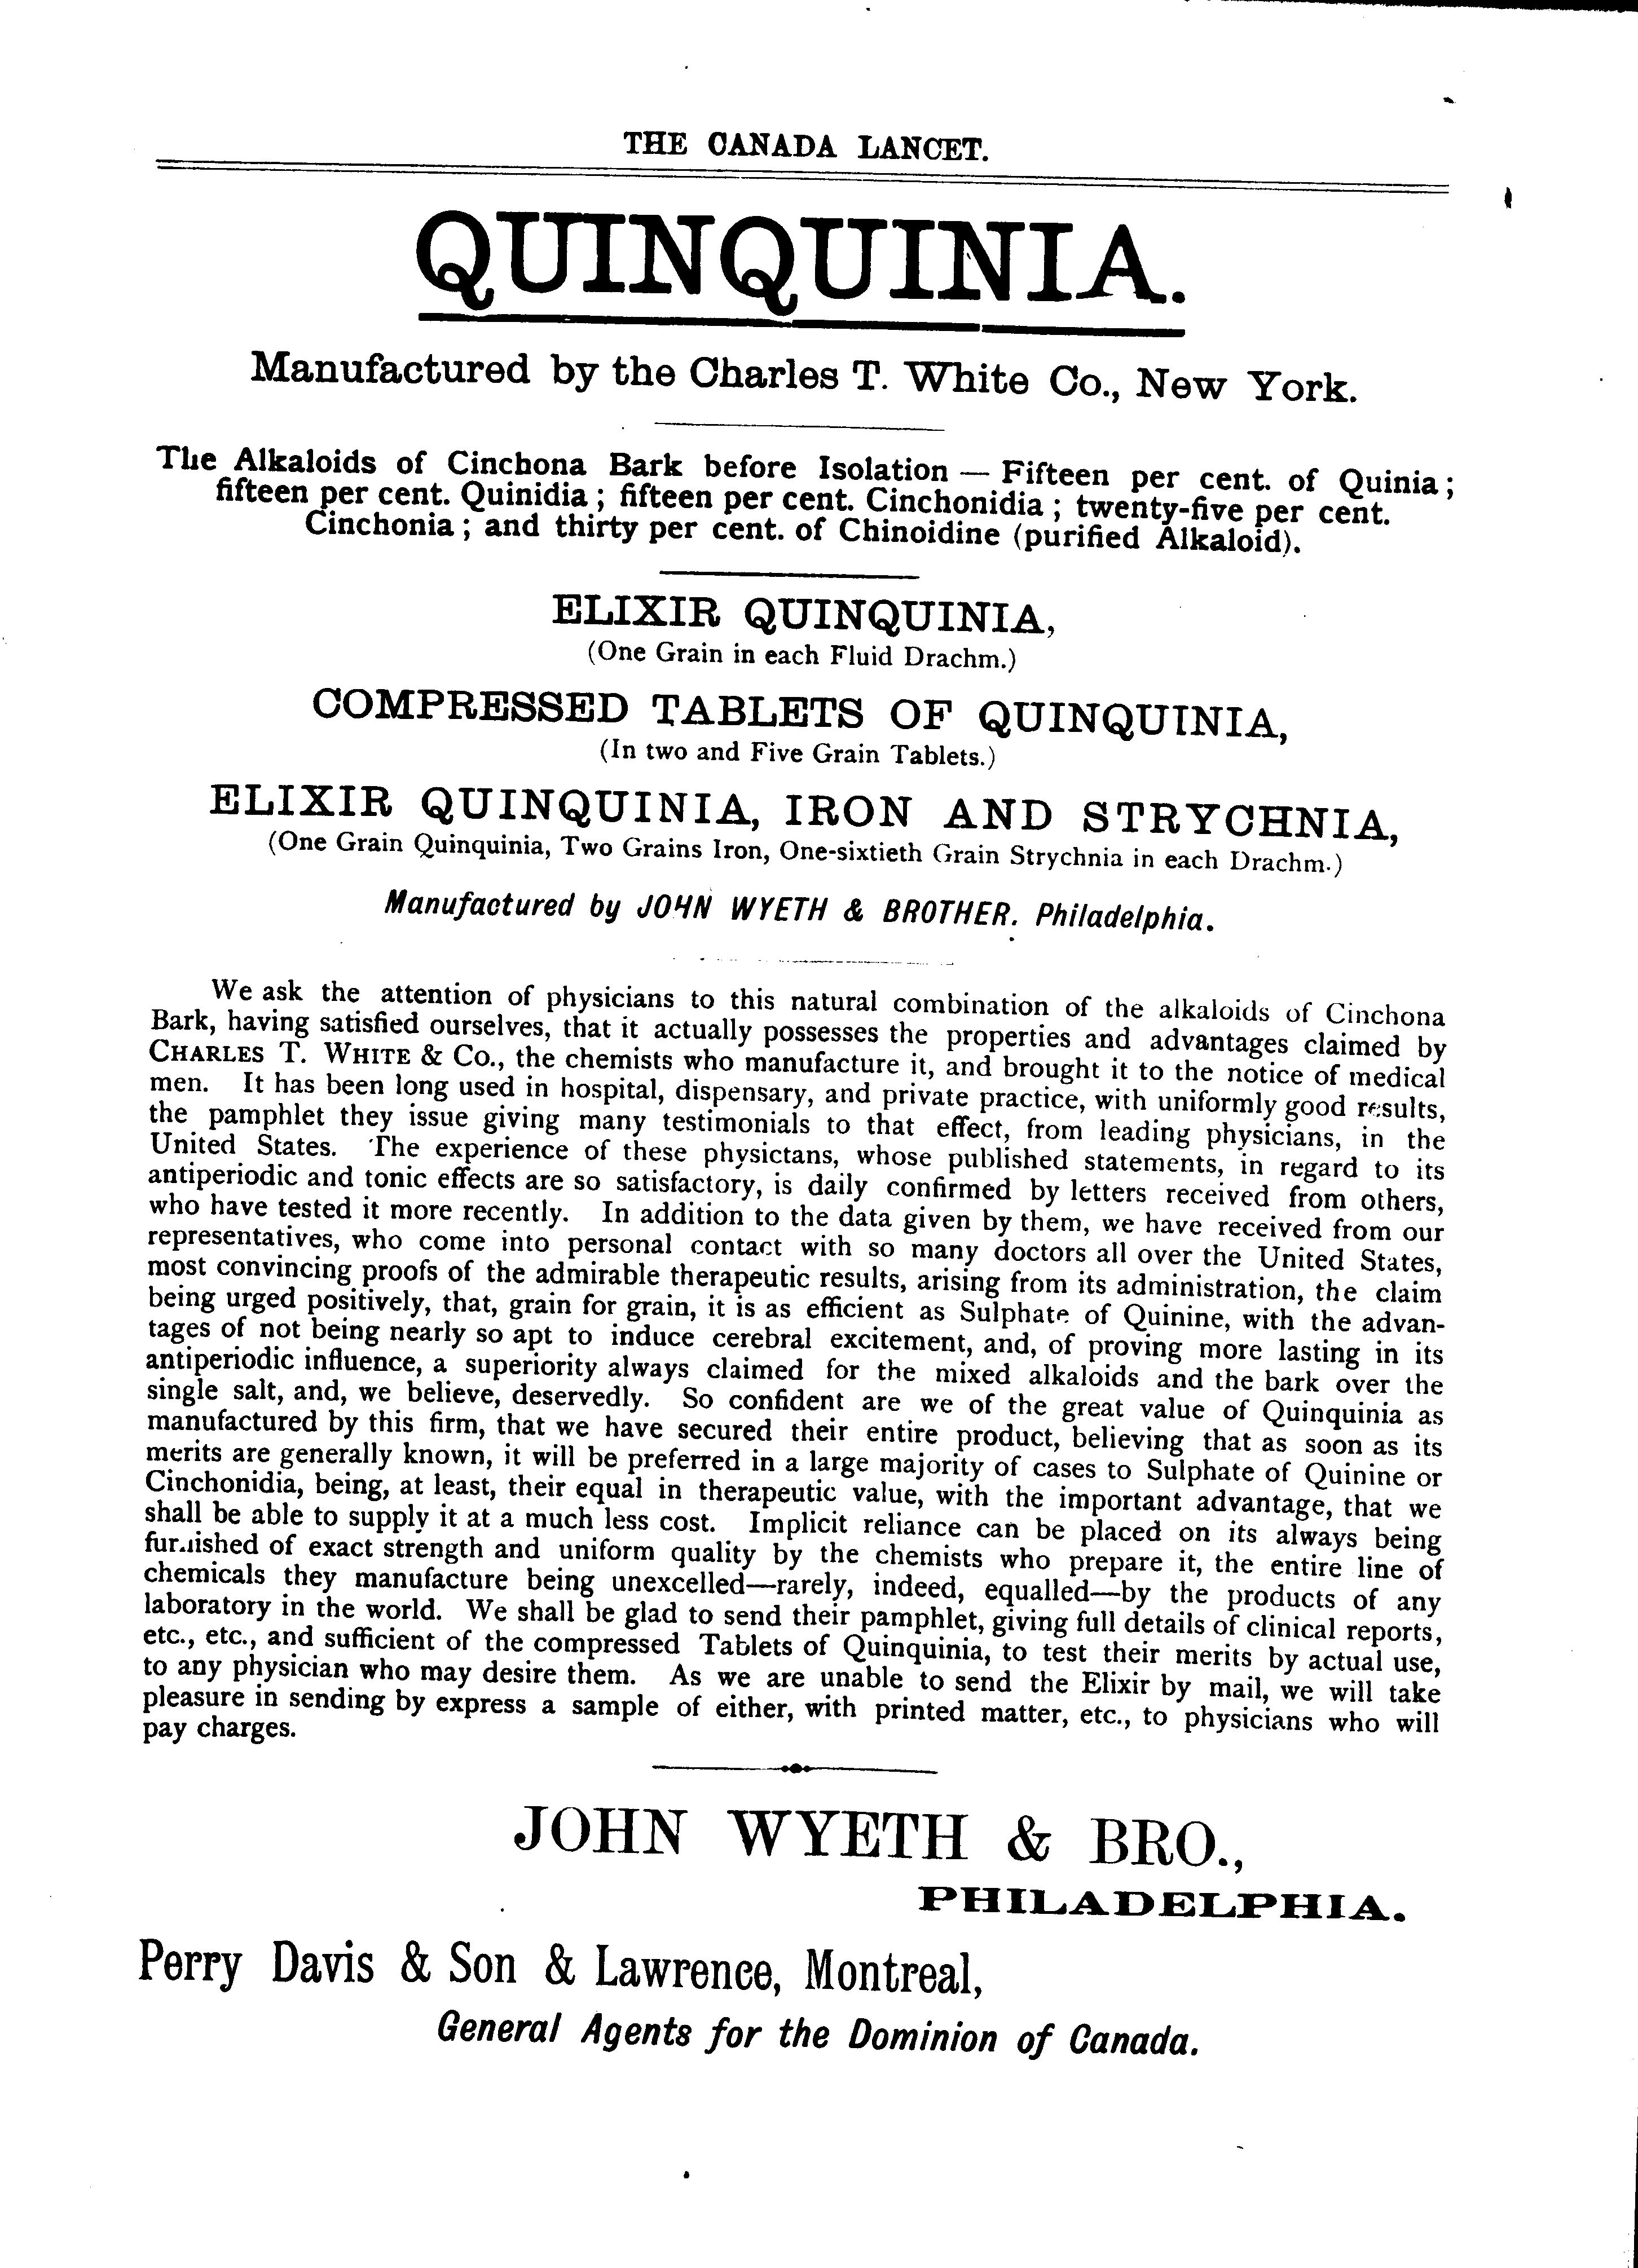 THE CANADA LANCET.
QUINQUINIA.
Manufactured by the Charles T. White Co., New York.
The Alkaloids of Cinchona Bark before Isolation — Fifteen per cent. of Quinia;
fifteen per cent. Quinidia; fifteen per cent. Cinchonidia; twenty-five per cent.
Cinchonia; and thirty per cent. of Chinoidine (purified Alkaloid).
ELIXIR QUINQUINIA,
(One Grain in each Fluid Drachm.)
COMPRESSED TABLETS OF QUINQUINIA,
(In two and Five Grain Tablets.)
ELIXIR QUINQUINIA, IRON AND STRYCHNIA,
(One Grain Quinquinia, Two Grains Iron, One-sixtieth Grain Strychnia in each Drachm.)
Manufactured by JOHN WYETH & BROTHER. Philadelphia.
We ask the attention of physicians to this natural combination of the alkaloids of Cinchona
Bark, having satisfied ourselves, that it actually possesses the properties and advantages claimed by
CHARLES T. WHITE & Co., the chemists who manufacture it, and brought it to the notice of medical
men. It has been long used in hospital, dispensary, and private practice, with uniformly good results,
the pamphlet they issue giving many testimonials to that effect, from leading physicians, in the
United States. The experience of these physictans, whose published statements, in regard to its
antiperiodic and tonic effects are so satisfactory, is daily confirmed by letters received from others,
who have tested it more recently. In addition to the data given by them, we have received from our
representatives, who come into personal contact with so many doctors all over the United States,
most convincing proofs of the admirable therapeutic results, arising from its administration, the claim
being urged positively, that, grain for grain, it is as efficient as Sulphate of Quinine, with the advan-
tages of not being nearly so apt to induce cerebral excitement, and, of proving more lasting in its
antiperiodic influence, a superiority always claimed for the mixed alkaloids and the bark over the
single salt, and, we believe, deservedly. So confident are we of the great value of Quinquinia as
manufactured by this firm, that we have secured their entire product, believing that as soon as its
merits are generally known, it will be preferred in a large majority of cases to Sulphate of Quinine or
Cinchonidia, being, at least, their equal in therapeutic value, with the important advantage, that we
shall be able to supply it at a much less cost. Implicit reliance can be placed on its always being
furnished of exact strength and uniform quality by the chemists who prepare it, the entire line of
chemicals they manufacture being unexcelled—rarely, indeed, equalled—by the products of any
laboratory in the world. We shall be glad to send their pamphlet, giving full details of clinical reports,
etc., etc., and sufficient of the compressed Tablets of Quinquinia, to test their merits by actual use,
to any physician who may desire them. As we are unable to send the Elixir by mail, we will take
pleasure in sending by express a sample of either, with printed matter, etc., to physicians who will
pay charges.
JOHN WYETH & BRO.,
PHILADELPHIA.
Perry Davis & Son & Lawrence, Montreal,
General Agents for the Dominion of Canada.